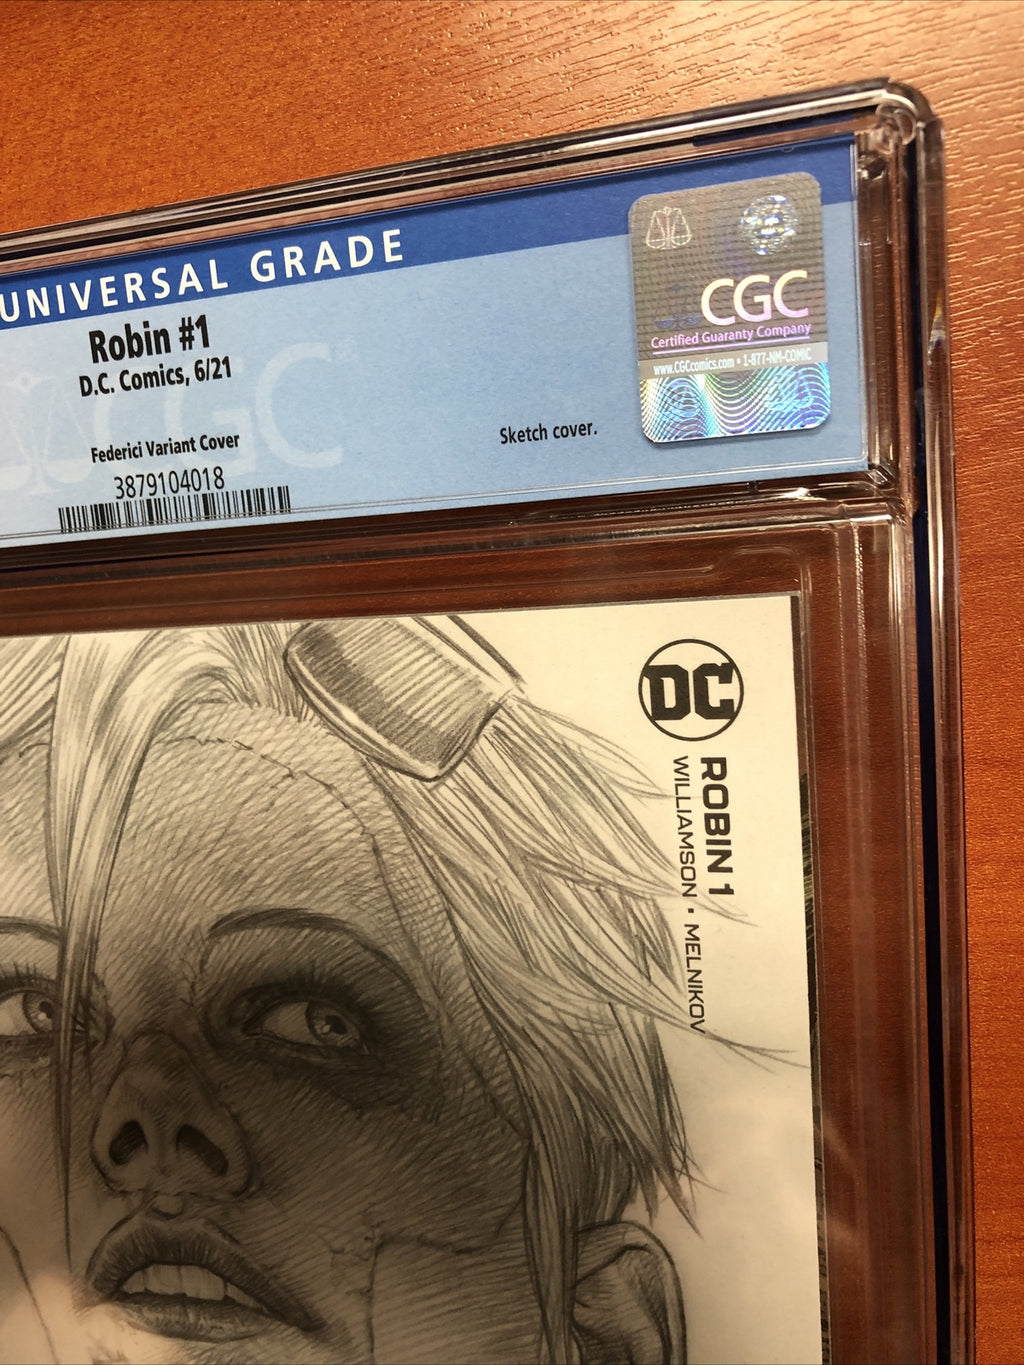 UNIVERSAL GRADE
Robin #1
D.C. Comics, 6/21
Federici Variant Cover
3879104018
Sketch cover.
CGC
CGC
Certified Guaranty Company
www.CGCcomics.com • 1-877-NM-COMIC
DC
ROBIN 1
WILLIAMSON • MELNIKOV